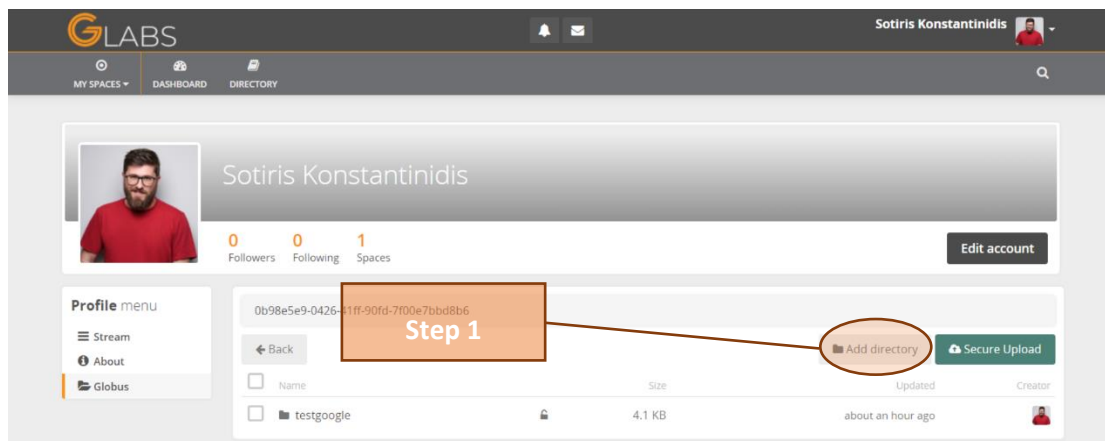 GLABS
Sotiris Konstantinidis
MY SPACES
DASHBOARD
DIRECTORY
Sotiris Konstantinidis
0 0 1
Followers Following Spaces
Edit account
Profile menu
Stream
About
Globus
0b98e5e9-0426-41ff-90fd-7f00e7bbd8b6
Step 1
Back
Add directory
Secure Upload
Name Size Updated Creator
testgoogle 4.1 KB about an hour ago